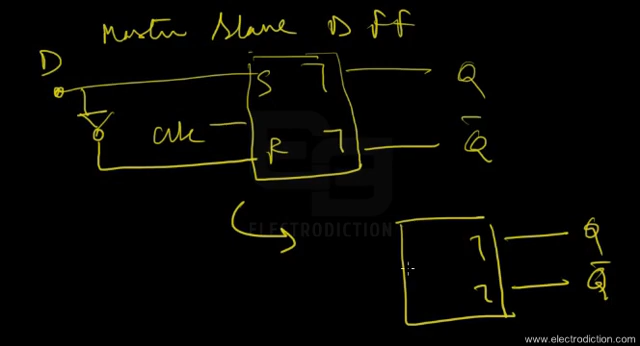 Master Slave D FF
D
S ㄱ Q
clk
R ㄱ Q̅
ELECTRODICTION
ㄱ Q
ㄱ Q̅
www.electrodiction.com